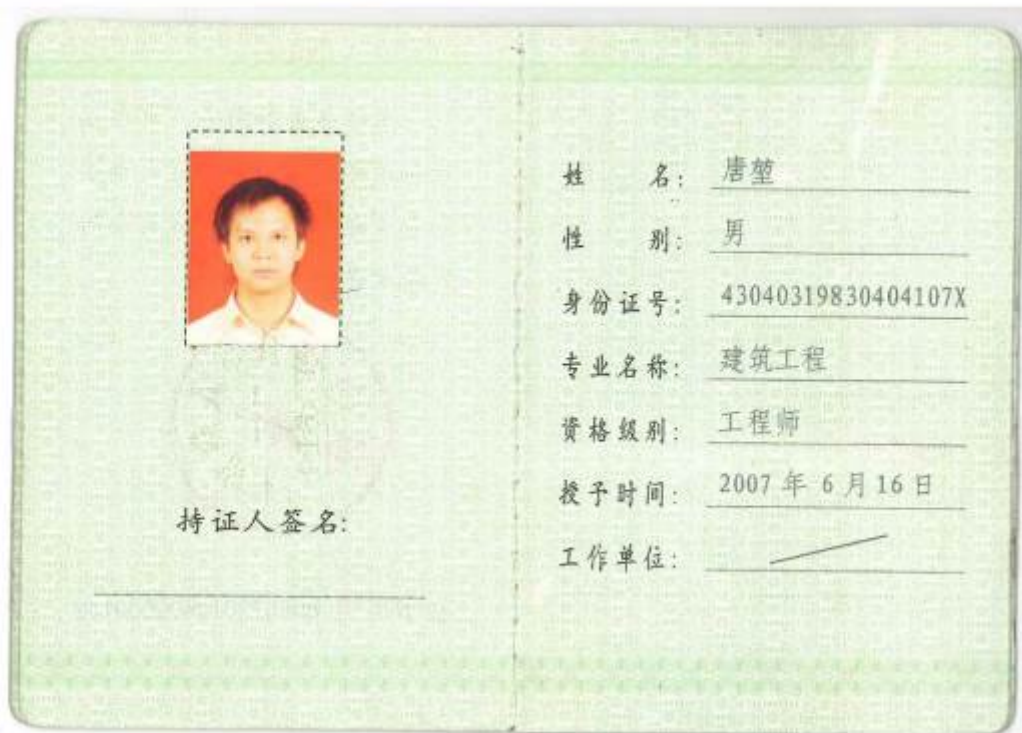 持证人签名:
姓 名: 唐堃
性 别: 男
身份证号: 43040319830404107X
专业名称: 建筑工程
资格级别: 工程师
授予时间: 2007 年 6 月 16 日
工作单位: